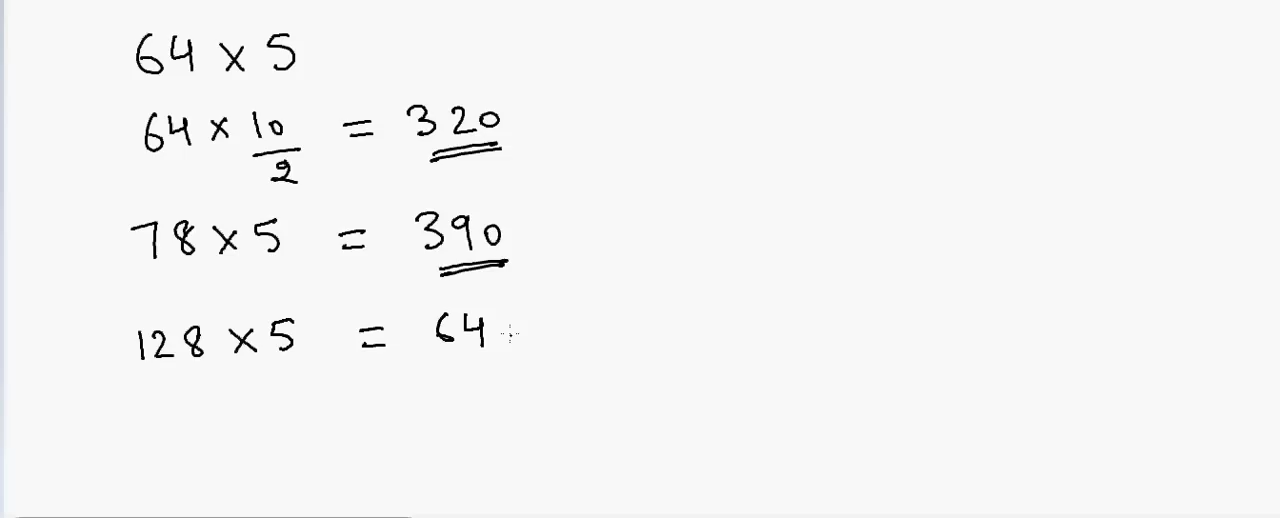 64 × 5
64 × 10/2 = 320
78 × 5 = 390
128 × 5 = 64